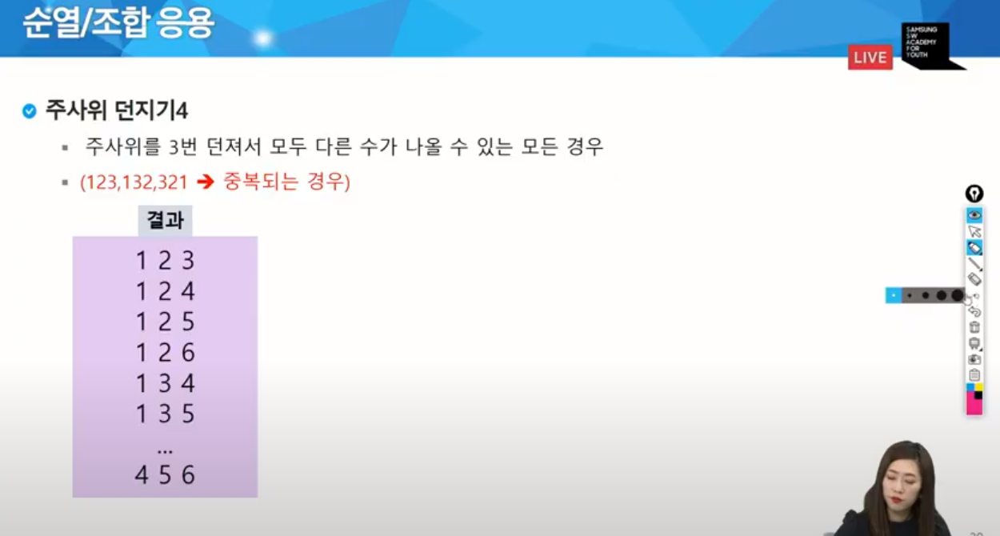 순열/조합 응용
LIVE
SAMSUNG
SW
ACADEMY
FOR
YOUTH
주사위 던지기4
주사위를 3번 던져서 모두 다른 수가 나올 수 있는 모든 경우
(123,132,321 ➔ 중복되는 경우)
결과
1 2 3
1 2 4
1 2 5
1 2 6
1 3 4
1 3 5
...
4 5 6